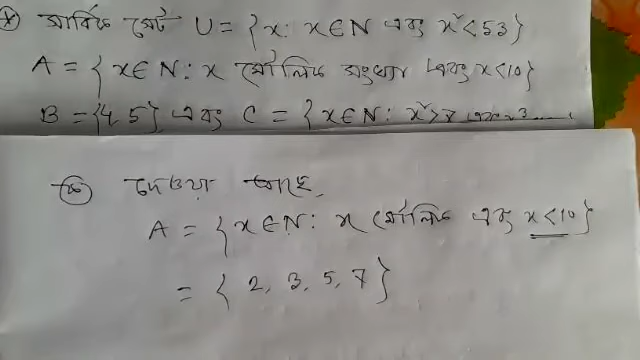 সার্বিক সেট U = {x: x∈N এবং x² < 53}
A = {x∈N: x মৌলিক সংখ্যা এবং x<10}
B = {4, 5} এবং C = {x∈N: x²>
দেওয়া আছে,
A = {x∈N: x মৌলিক এবং x<10}
= {2, 3, 5, 7}